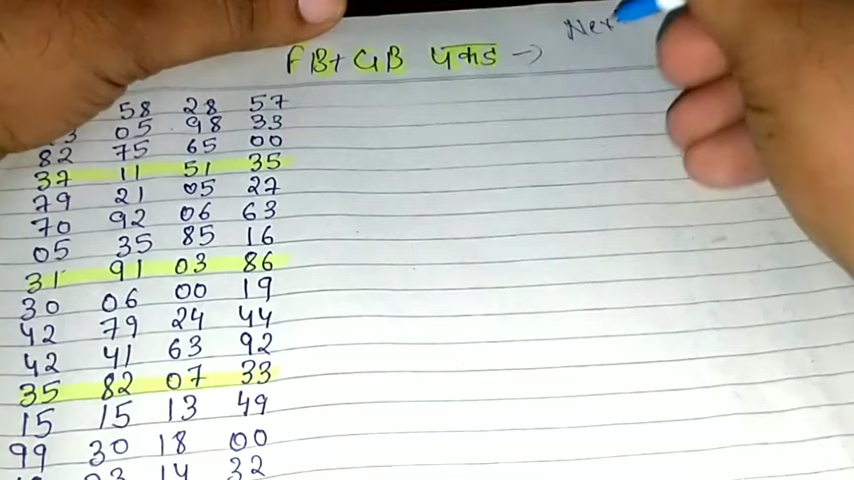 FB+ GB पकड →
58 28 57
05 98 33
82 75 65 00
37 11 51 35
79 21 05 27
70 92 06 63
05 35 85 16
31 91 03 86
30 06 00 19
42 79 24 44
42 41 63 92
35 82 07 33
15 15 13 49
99 30 18 00
14 32